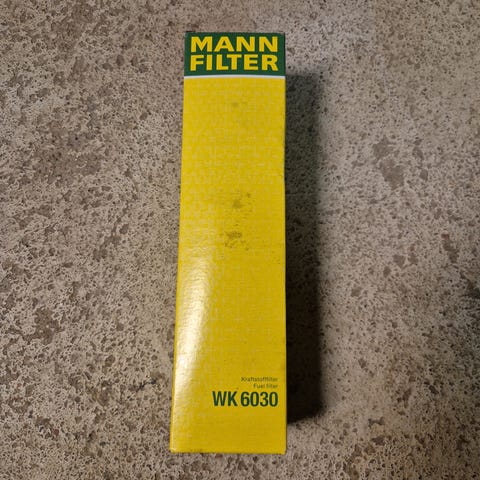 MANN
FILTER
Kraftstofffilter
Fuel filter
WK 6030